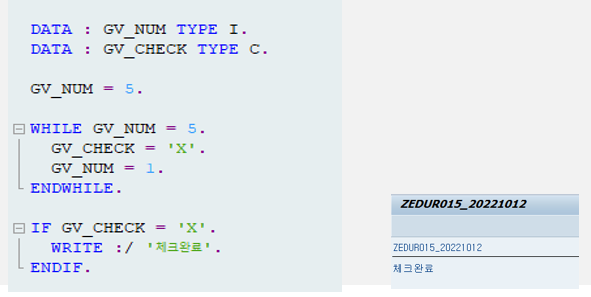 DATA : GV_NUM TYPE I.
DATA : GV_CHECK TYPE C.
GV_NUM = 5.
WHILE GV_NUM = 5.
GV_CHECK = 'X'.
GV_NUM = 1.
ENDWHILE.
IF GV_CHECK = 'X'.
WRITE :/ '체크완료'.
ENDIF.
ZEDUR015_20221012
ZEDUR015_20221012
체크완료